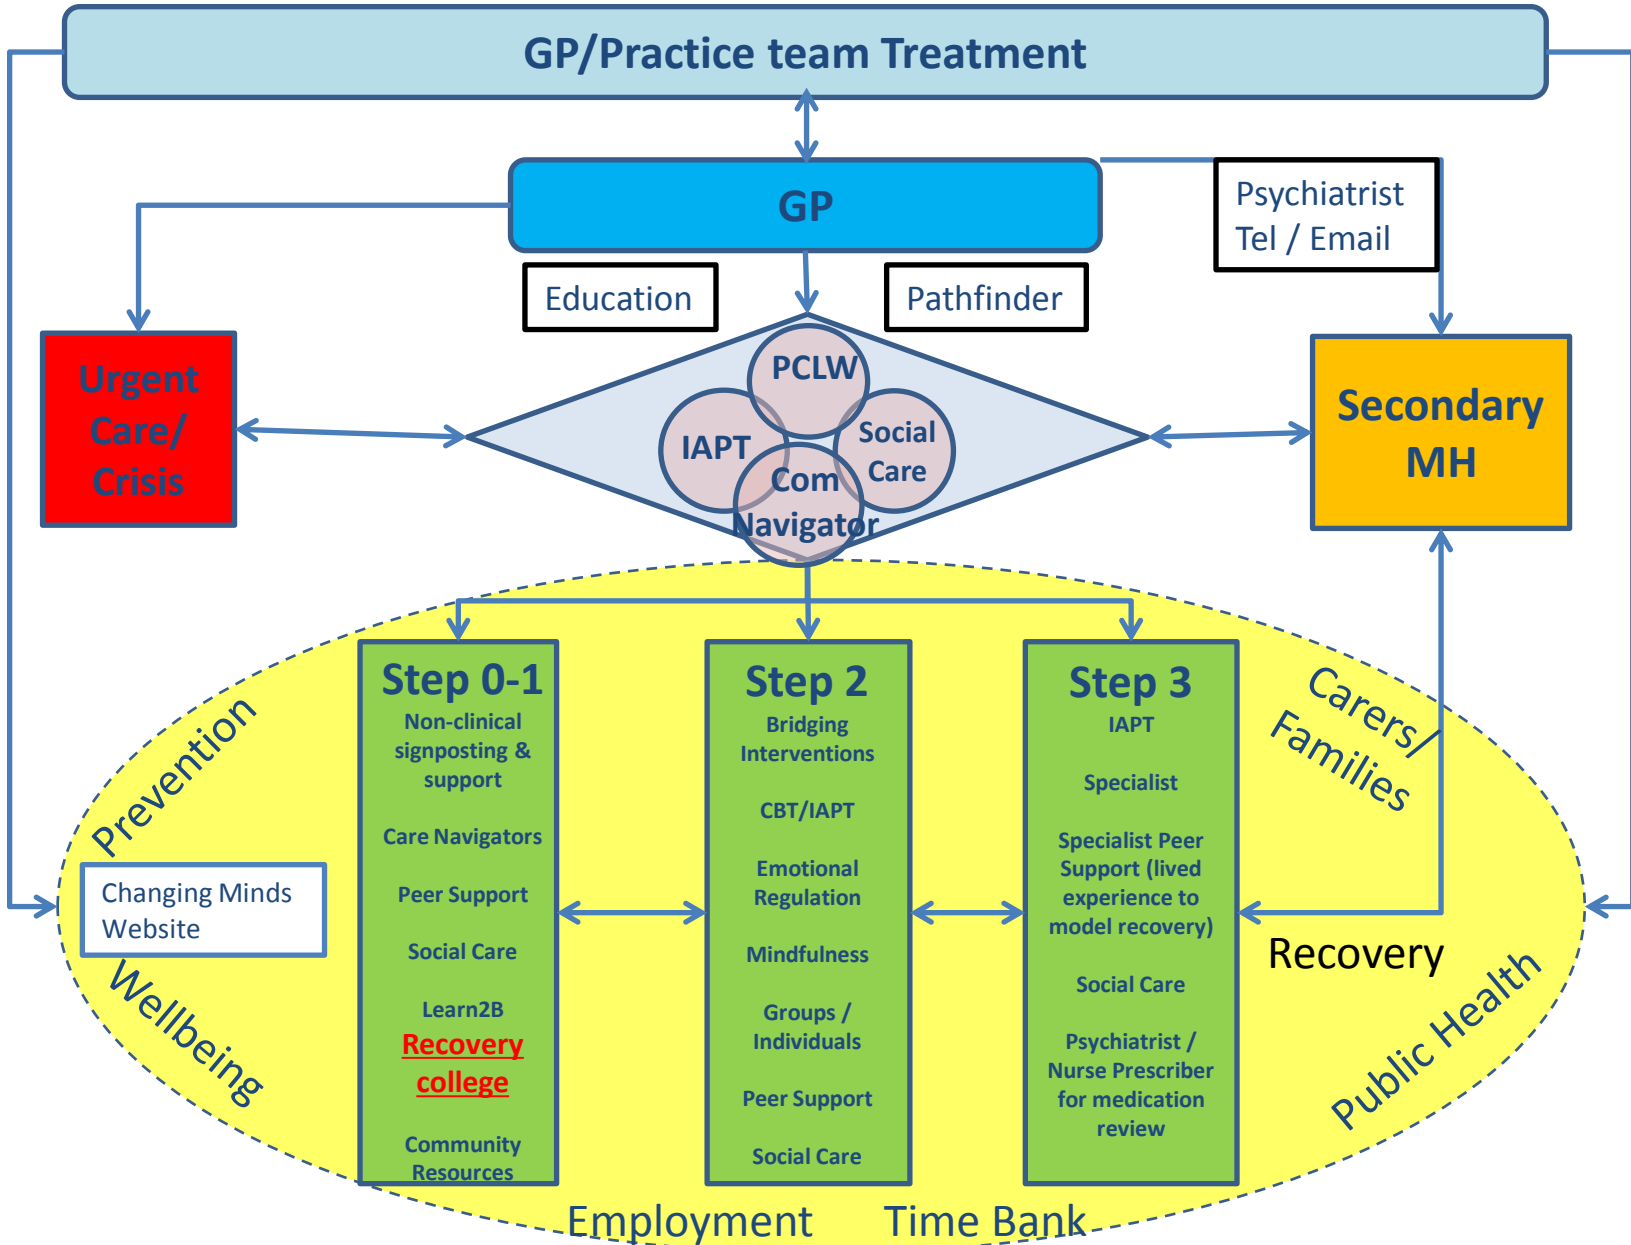 GP/Practice team Treatment
GP
Psychiatrist
Tel / Email
Education
Pathfinder
Urgent
Care/
Crisis
PCLW
IAPT
Social
Care
Com
Navigator
Secondary
MH
Prevention
Carers/
Families
Step 0-1
Non-clinical
signposting &
support
Care Navigators
Peer Support
Social Care
Learn2B
Recovery
college
Community
Resources
Step 2
Bridging
Interventions
CBT/IAPT
Emotional
Regulation
Mindfulness
Groups /
Individuals
Peer Support
Social Care
Step 3
IAPT
Specialist
Specialist Peer
Support (lived
experience to
model recovery)
Social Care
Psychiatrist /
Nurse Prescriber
for medication
review
Changing Minds
Website
Recovery
Wellbeing
Public Health
Employment
Time Bank